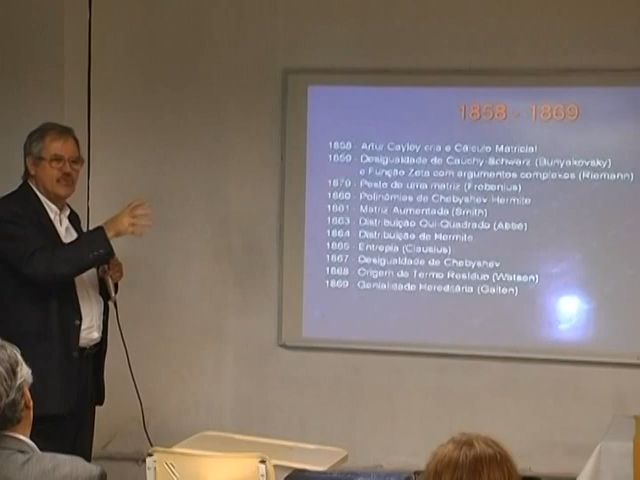 1858 - 1869
1858 - Artur Cayley cria o Cálculo Matricial
1859 - Desigualdade de Cauchy-Schwarz (Bunyakovsky)
e Função Zeta com argumentos complexos (Riemann)
1879 - Posto de uma matriz (Frobenius)
1860 - Polinômios de Chebyshev-Hermite
1861 - Matriz Aumentada (Smith)
1863 - Distribuição Qui-Quadrado (Abbé)
1864 - Distribuição de Hermite
1865 - Entropia (Clausius)
1867 - Desigualdade de Chebyshev
1868 - Origem do Termo Resíduo (Watson)
1869 - Genialidade Hereditária (Galton)